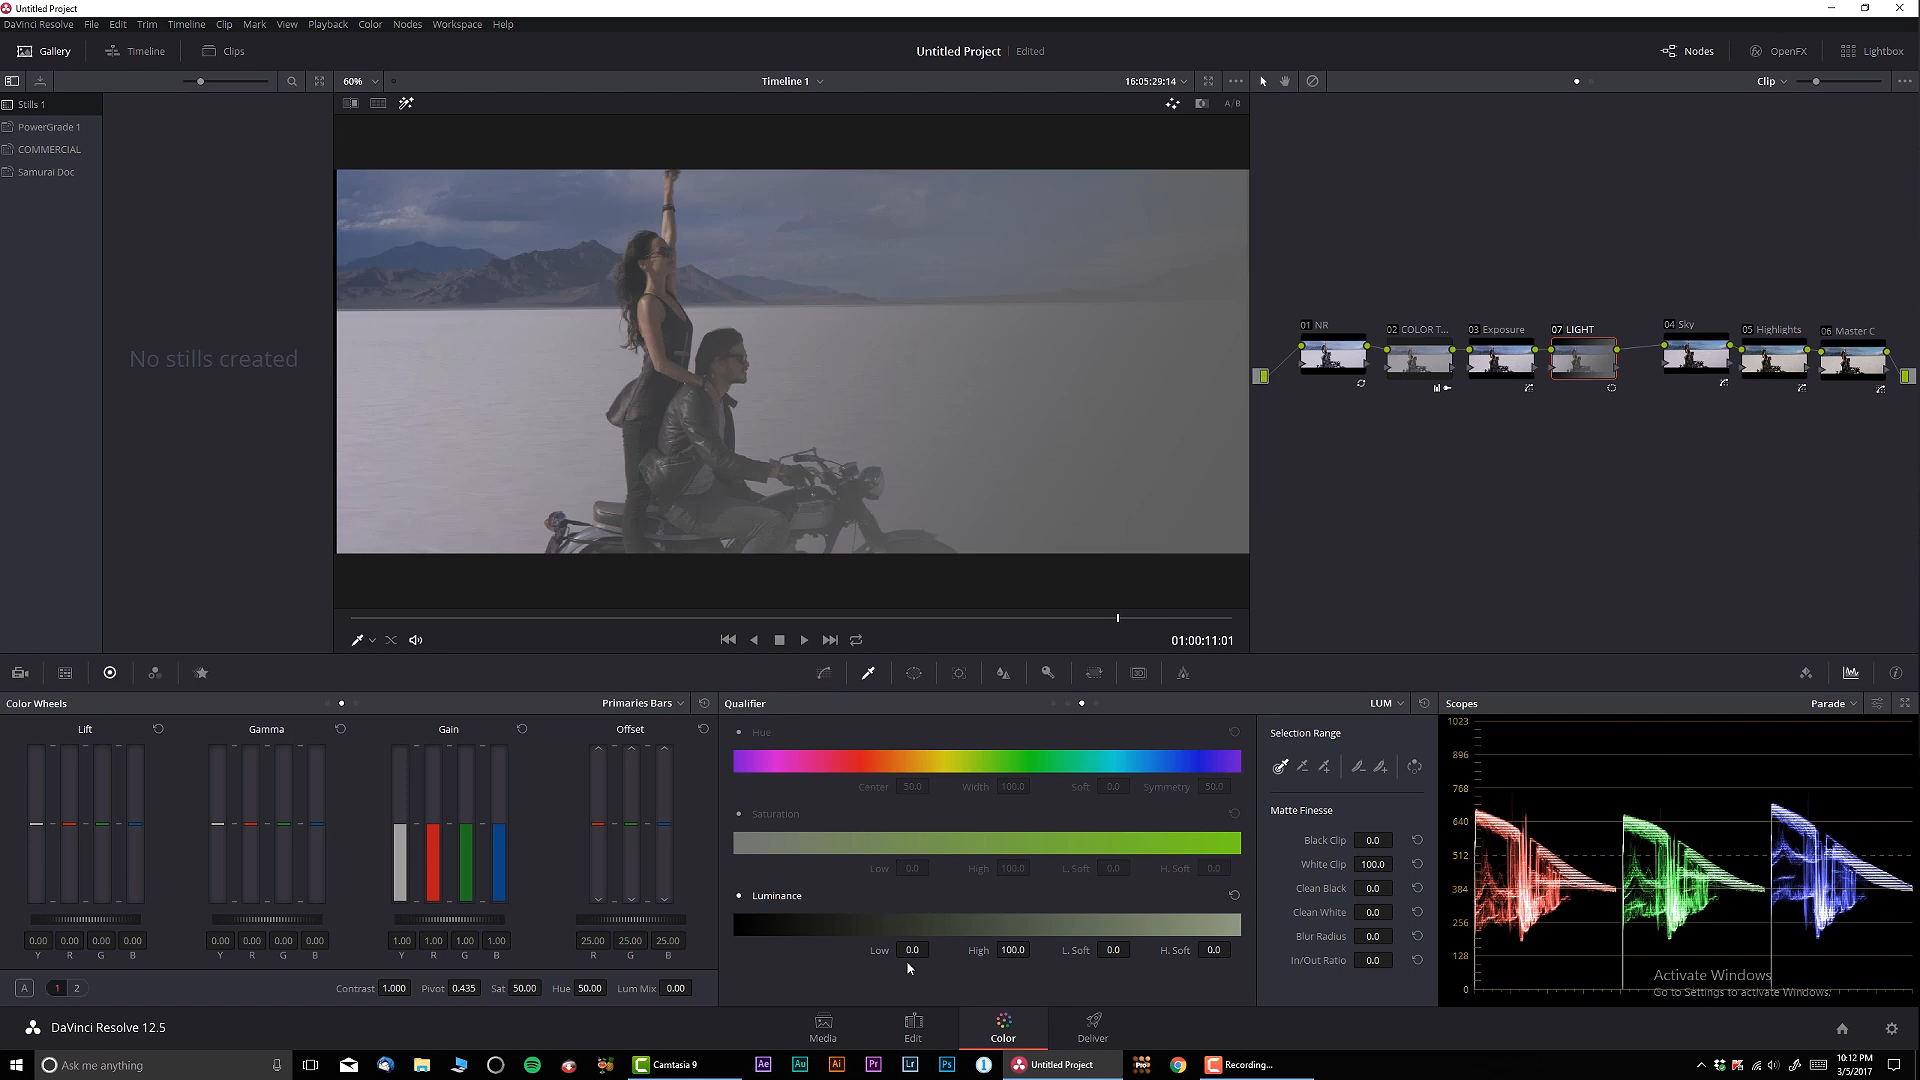 Untitled Project
DaVinci Resolve File Edit Trim Timeline Clip Mark View Playback Color Nodes Workspace Help
Gallery Timeline Clips Untitled Project Edited Nodes OpenFX Lightbox
60% Timeline 1 16:05:29:14 Clip
A/B
Stills 1
PowerGrade 1
COMMERCIAL
Samurai Doc
No stills created
01 NR 02 COLOR T... 03 Exposure 07 LIGHT 04 Sky 05 Highlights 06 Master C
01:00:11:01
Color Wheels Primaries Bars Qualifier LUM Scopes Parade
Lift Gamma Gain Offset
Hue
Center 50.0 Width 100.0 Soft 0.0 Symmetry 50.0
Saturation
Low 0.0 High 100.0 L. Soft 0.0 H. Soft 0.0
Luminance
Low 0.0 High 100.0 L. Soft 0.0 H. Soft 0.0
Selection Range
Matte Finesse
Black Clip 0.0
White Clip 100.0
Clean Black 0.0
Clean White 0.0
Blur Radius 0.0
In/Out Ratio 0.0
1023
896
768
640
512
384
256
128
0
0.00 0.00 0.00 0.00 0.00 0.00 0.00 0.00 1.00 1.00 1.00 1.00 25.00 25.00 25.00
Y R G B Y R G B Y R G B R G B
A 1 2 Contrast 1.000 Pivot 0.435 Sat 50.00 Hue 50.00 Lum Mix 0.00
Activate Windows
Go to Settings to activate Windows.
DaVinci Resolve 12.5
Media Edit Color Deliver
Ask me anything Camtasia 9 Ae Au Ai Pr Lr Ps Untitled Project Recording...
10:12 PM
3/5/2017